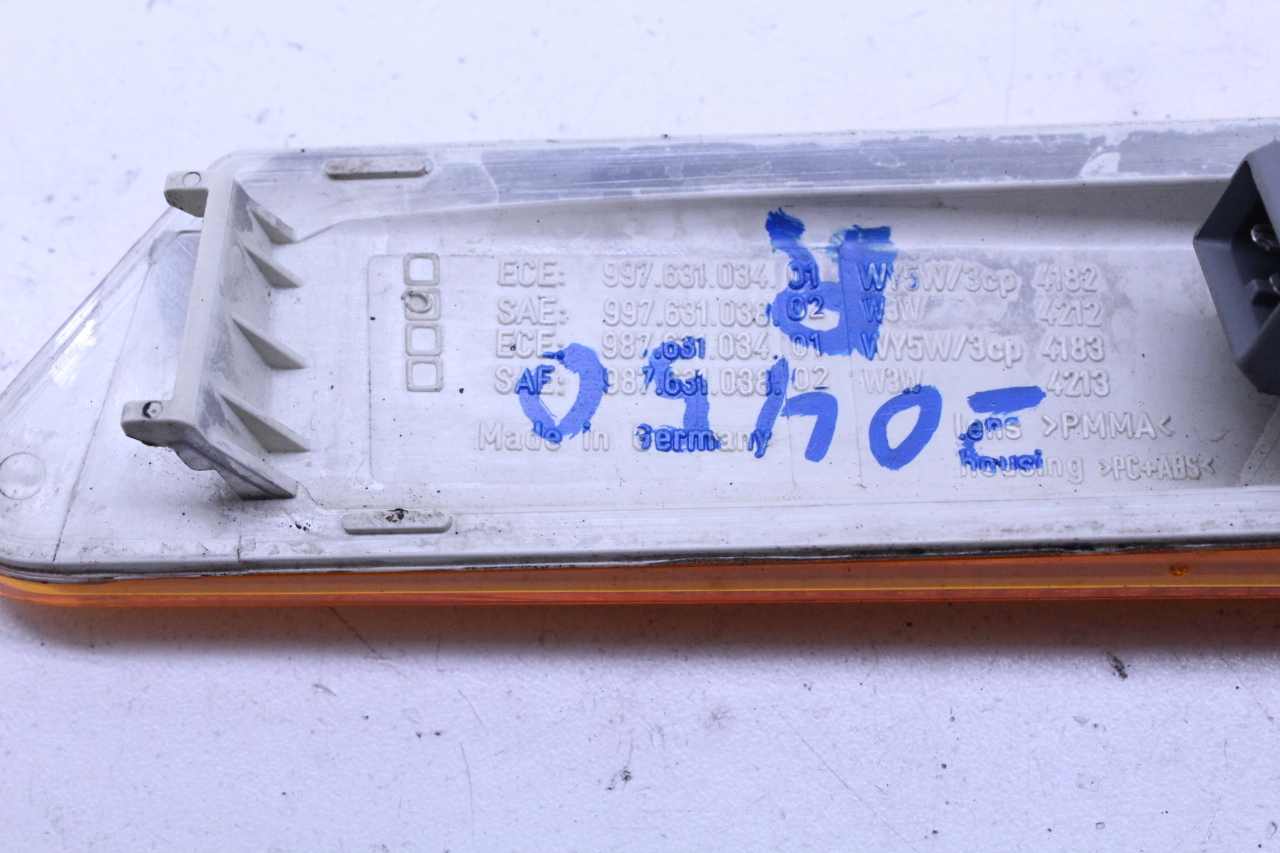 ECE: 997.631.034.01 WY5W/3cp 4182
SAE: 997.631.038.02 W3W 4212
ECE: 987.631.034.01 WY5W/3cp 4183
SAE: 987.631.038.02 W3W 4213
Made in Germany
lens >PMMA<
housing >PC+ABS<
R
20450